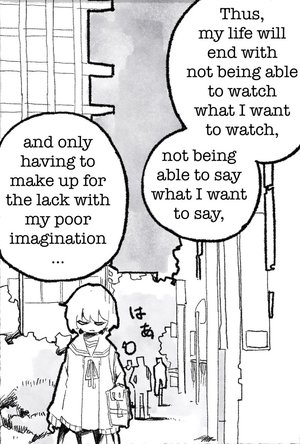 Thus,
my life will
end with
not being able
to watch
what I want
to watch,
not being
able to say
what I want
to say,
and only
having to
make up for
the lack with
my poor
imagination
...
はあ